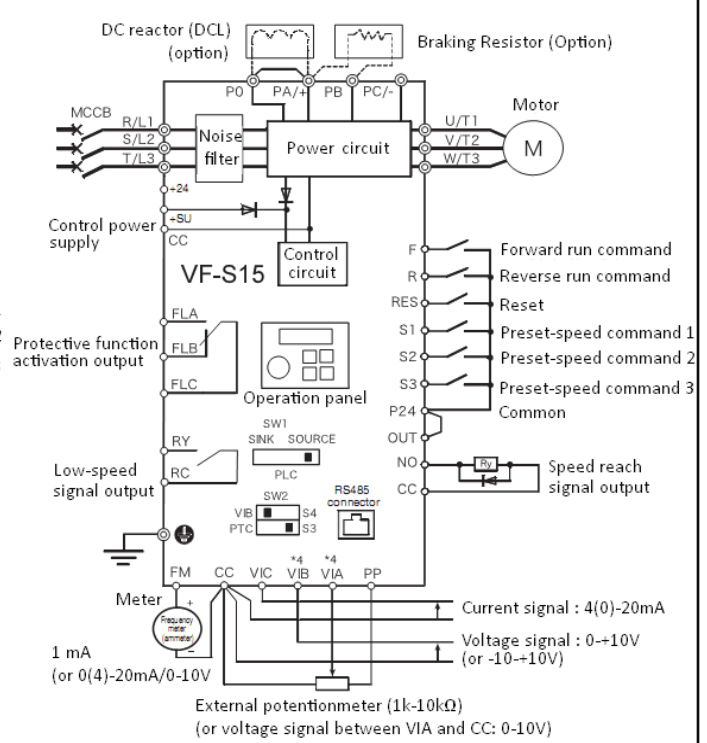 DC reactor (DCL)
(option)
Braking Resistor (Option)
P0 PA/+ PB PC/-
MCCB
R/L1
S/L2
T/L3
Noise
filter
Power circuit
U/T1
V/T2
W/T3
Motor
M
+24
+SU
CC
Control power
supply
Control
circuit
VF-S15
F Forward run command
R Reverse run command
RES Reset
S1 Preset-speed command 1
S2 Preset-speed command 2
S3 Preset-speed command 3
P24 Common
OUT
FLA
FLB
FLC
Protective function
activation output
Operation panel
SW1
SINK SOURCE
PLC
RY
RC
Low-speed
signal output
NO
CC
Ry
Speed reach
signal output
SW2
VIB S4
PTC S3
RS485
connector
*4 *4
FM CC VIC VIB VIA PP
Meter
+
Frequency
meter
(ammeter)
−
1 mA
(or 0(4)-20mA/0-10V
Current signal : 4(0)-20mA
Voltage signal : 0-+10V
(or -10-+10V)
External potentionmeter (1k-10kΩ)
(or voltage signal between VIA and CC: 0-10V)